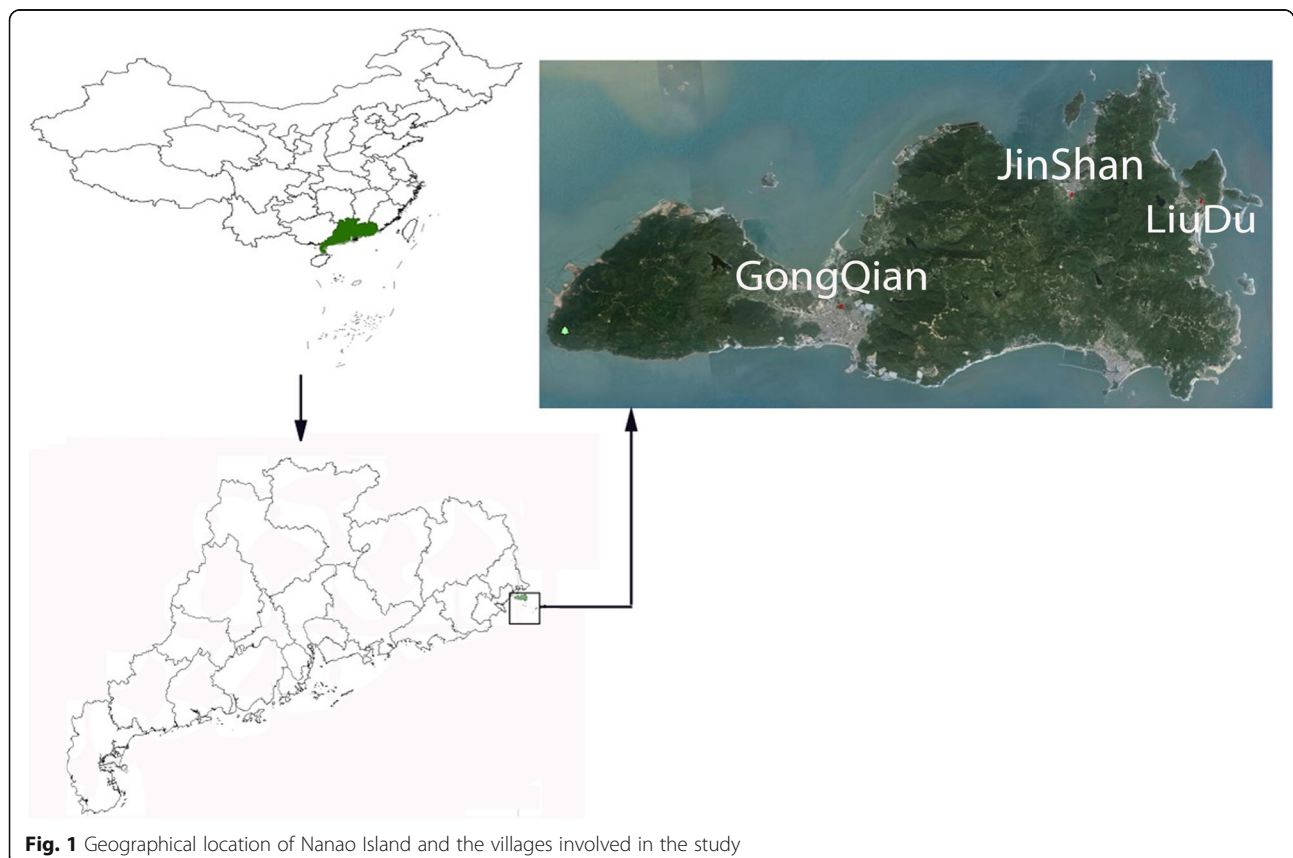 JinShan
LiuDu
GongQian
Fig. 1 Geographical location of Nanao Island and the villages involved in the study